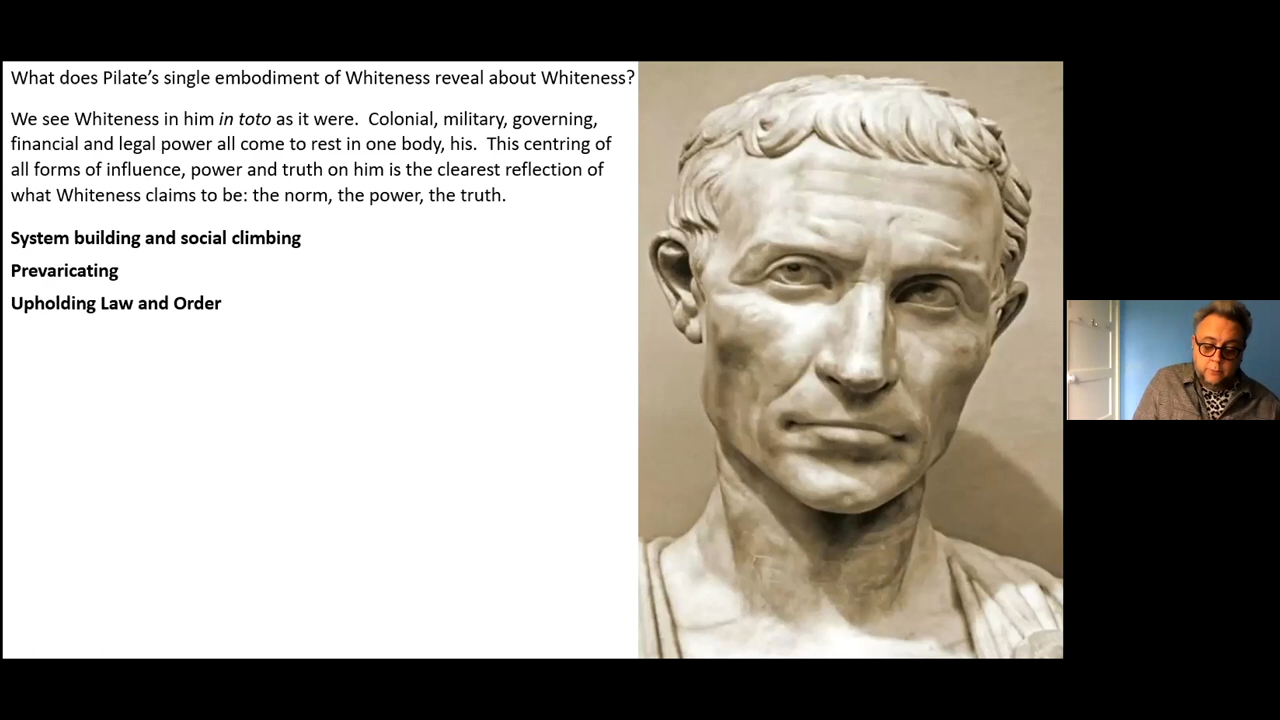 What does Pilate’s single embodiment of Whiteness reveal about Whiteness?
We see Whiteness in him in toto as it were.  Colonial, military, governing,
financial and legal power all come to rest in one body, his.  This centring of
all forms of influence, power and truth on him is the clearest reflection of
what Whiteness claims to be: the norm, the power, the truth.
System building and social climbing
Prevaricating
Upholding Law and Order